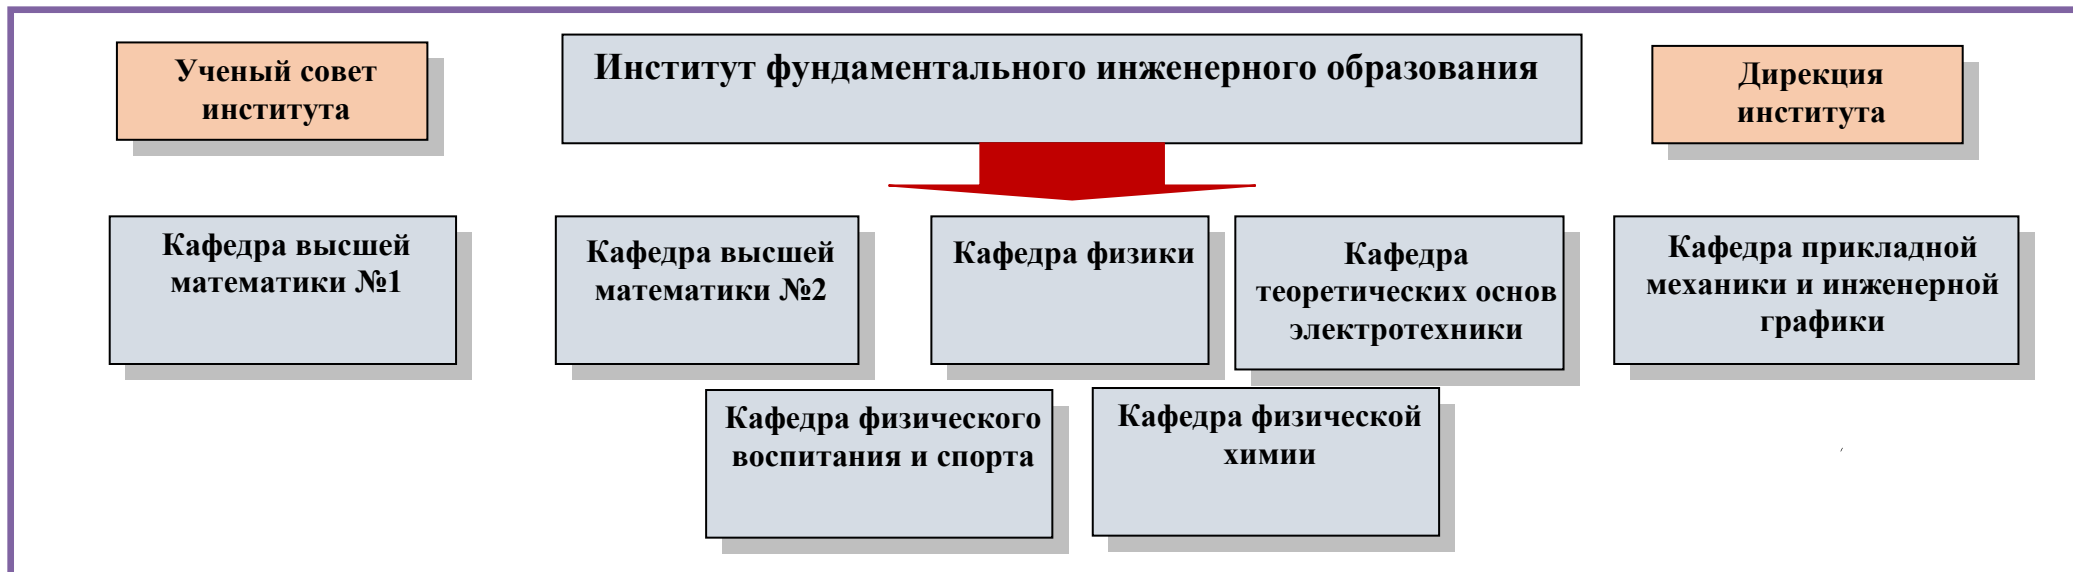 Ученый совет
института
Институт фундаментального инженерного образования
Дирекция
института
Кафедра высшей
математики №1
Кафедра высшей
математики №2
Кафедра физики
Кафедра
теоретических основ
электротехники
Кафедра прикладной
механики и инженерной
графики
Кафедра физического
воспитания и спорта
Кафедра физической
химии